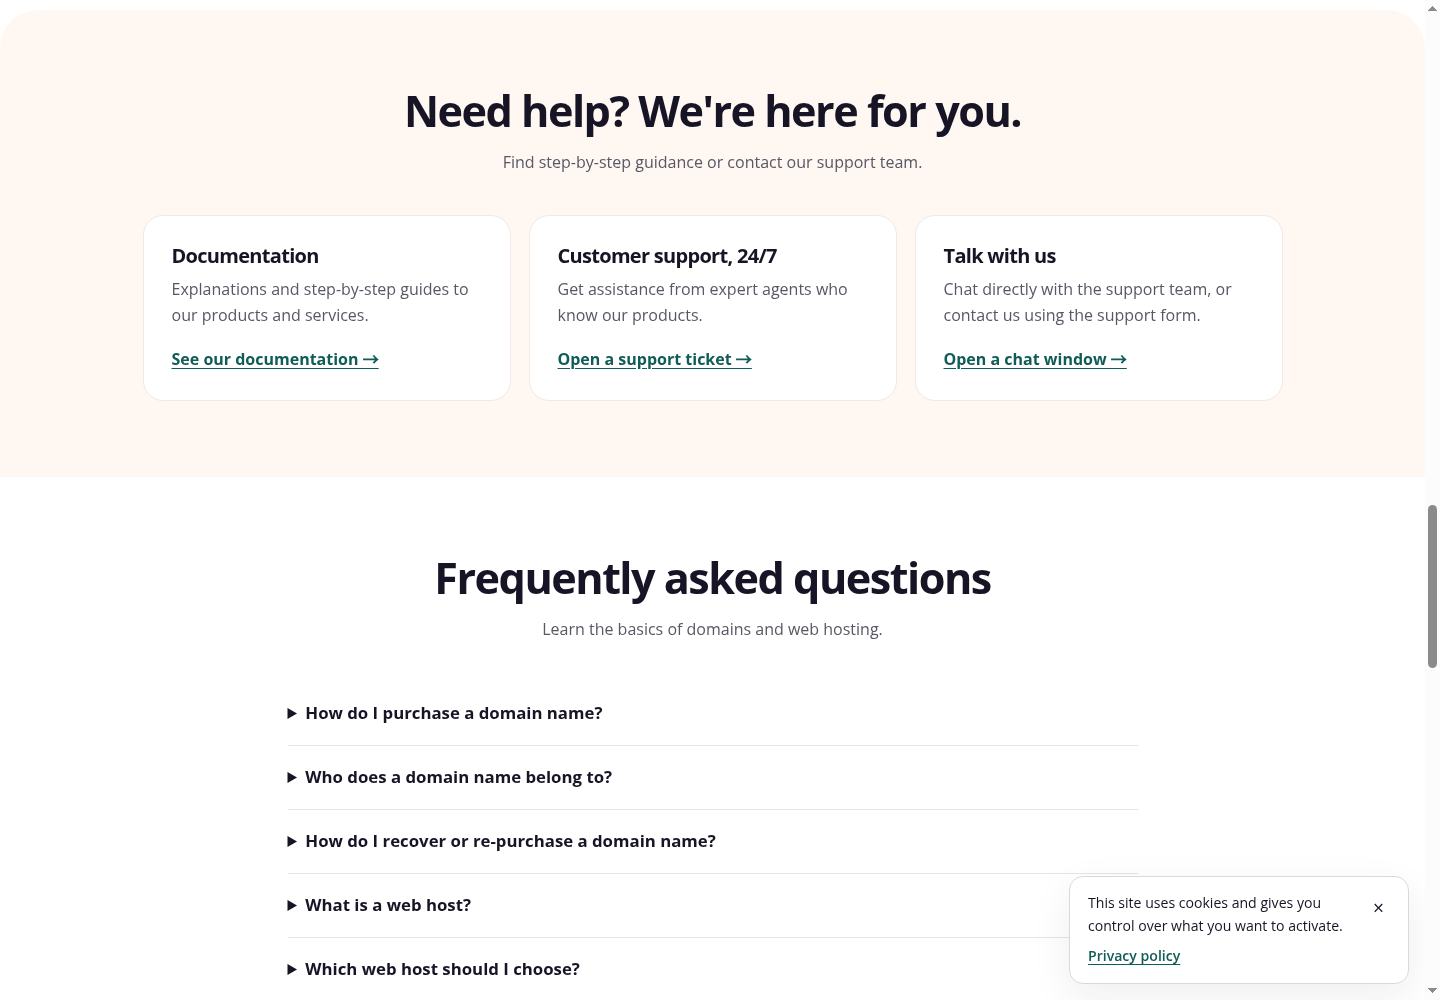 Need help? We're here for you.
Find step-by-step guidance or contact our support team.
Documentation
Explanations and step-by-step guides to
our products and services.
See our documentation →
Customer support, 24/7
Get assistance from expert agents who
know our products.
Open a support ticket →
Talk with us
Chat directly with the support team, or
contact us using the support form.
Open a chat window →
Frequently asked questions
Learn the basics of domains and web hosting.
How do I purchase a domain name?
Who does a domain name belong to?
How do I recover or re-purchase a domain name?
What is a web host?
Which web host should I choose?
This site uses cookies and gives you
control over what you want to activate.
Privacy policy
×